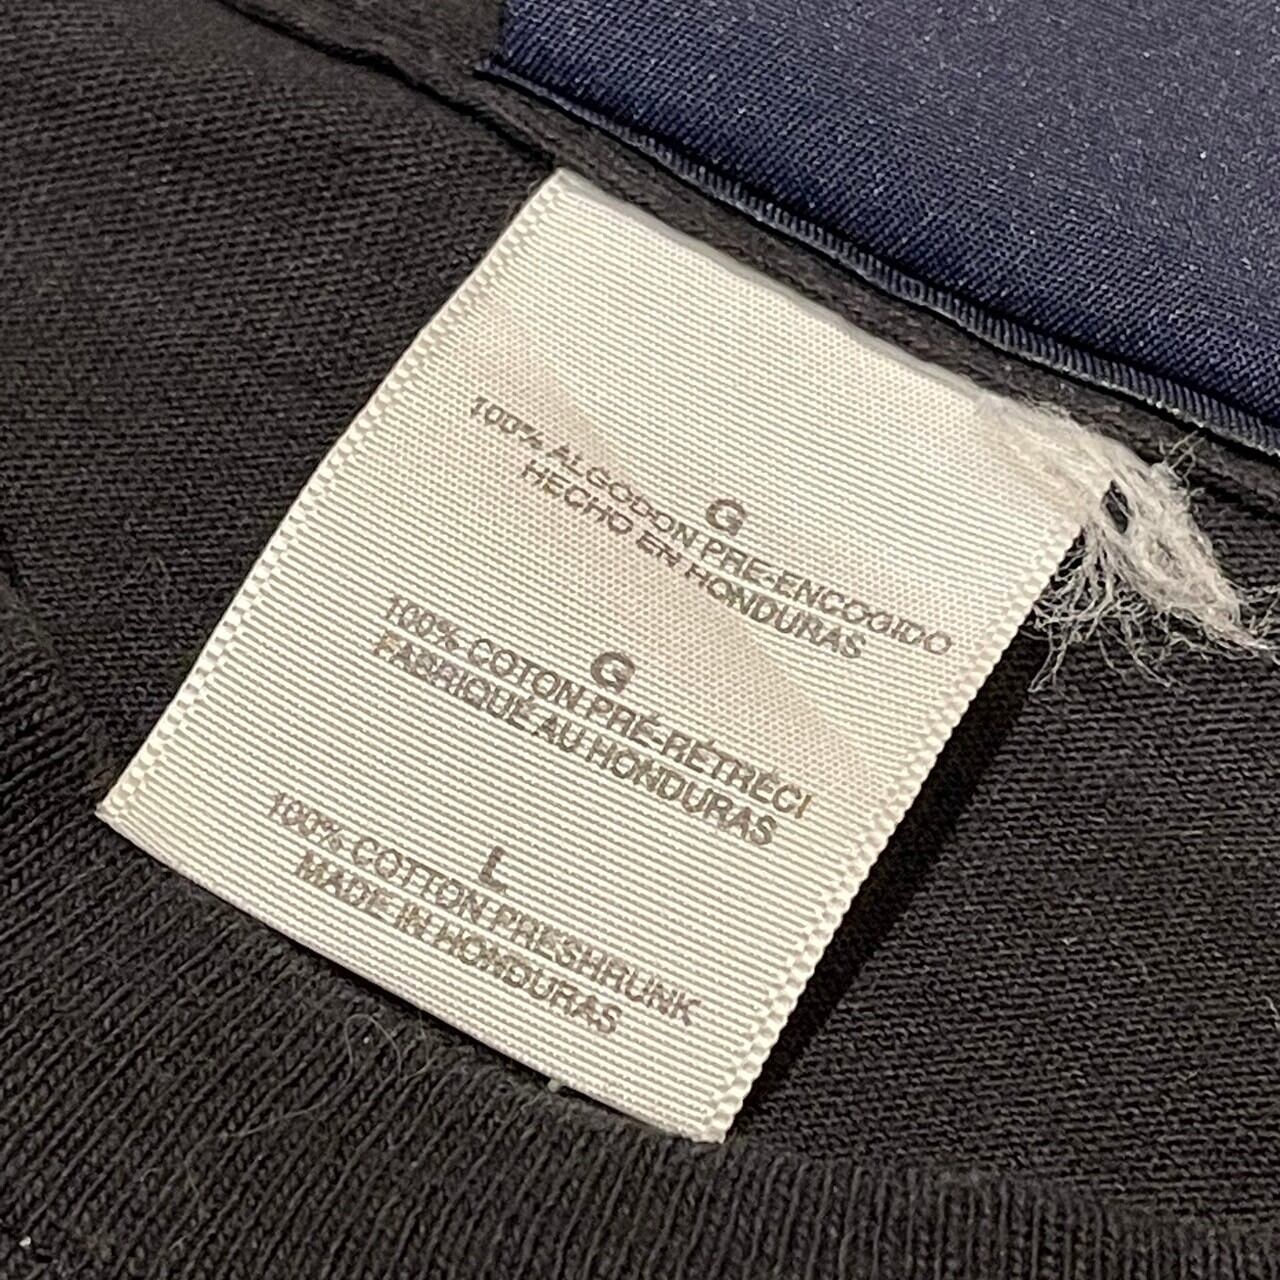 G
100% ALGODON PRE-ENCOGIDO
HECHO EN HONDURAS
G
100% COTON PRÉ-RÉTRÉCI
FABRIQUÉ AU HONDURAS
L
100% COTTON PRESHRUNK
MADE IN HONDURAS